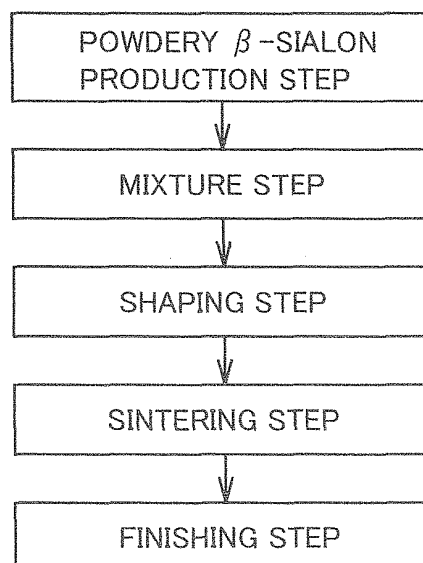 POWDERY β-SIALON
PRODUCTION STEP
MIXTURE STEP
SHAPING STEP
SINTERING STEP
FINISHING STEP